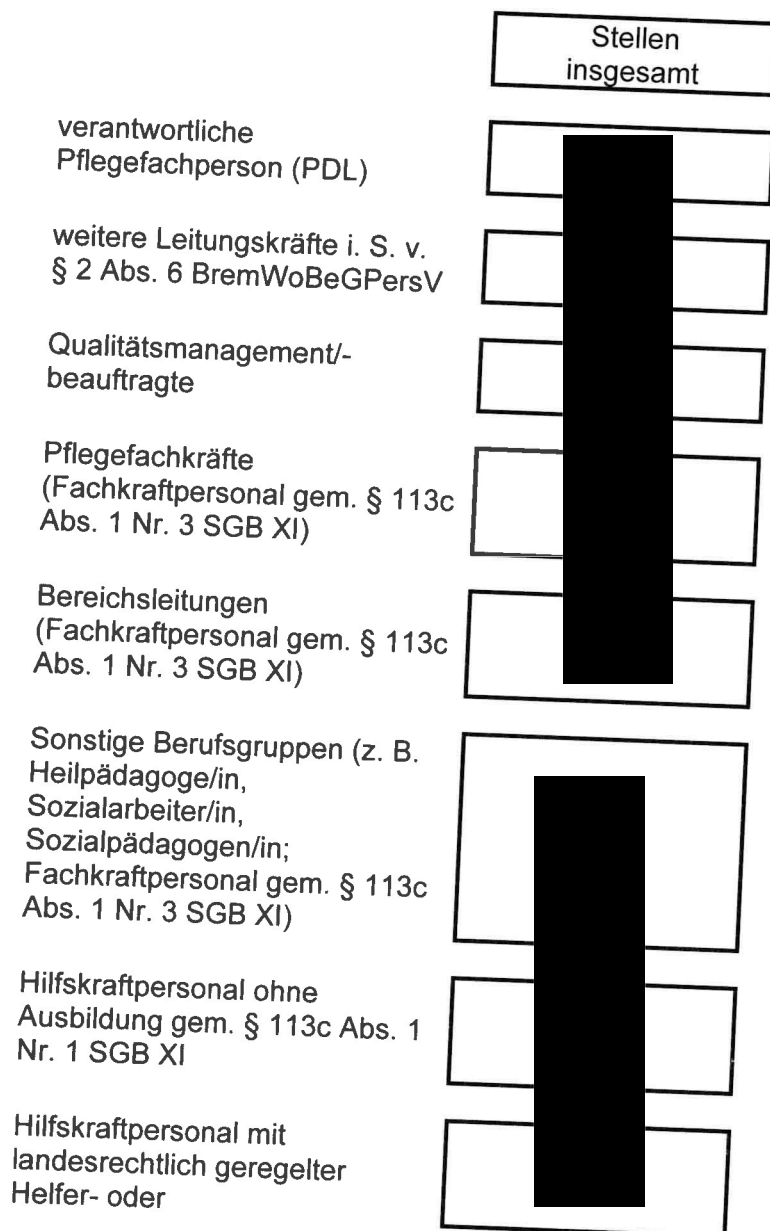 Stellen
insgesamt
verantwortliche
Pflegefachperson (PDL)
weitere Leitungskräfte i. S. v.
§ 2 Abs. 6 BremWoBeGPersV
Qualitätsmanagement/-
beauftragte
Pflegefachkräfte
(Fachkraftpersonal gem. § 113c
Abs. 1 Nr. 3 SGB XI)
Bereichsleitungen
(Fachkraftpersonal gem. § 113c
Abs. 1 Nr. 3 SGB XI)
Sonstige Berufsgruppen (z. B.
Heilpädagoge/in,
Sozialarbeiter/in,
Sozialpädagogen/in;
Fachkraftpersonal gem. § 113c
Abs. 1 Nr. 3 SGB XI)
Hilfskraftpersonal ohne
Ausbildung gem. § 113c Abs. 1
Nr. 1 SGB XI
Hilfskraftpersonal mit
landesrechtlich geregelter
Helfer- oder